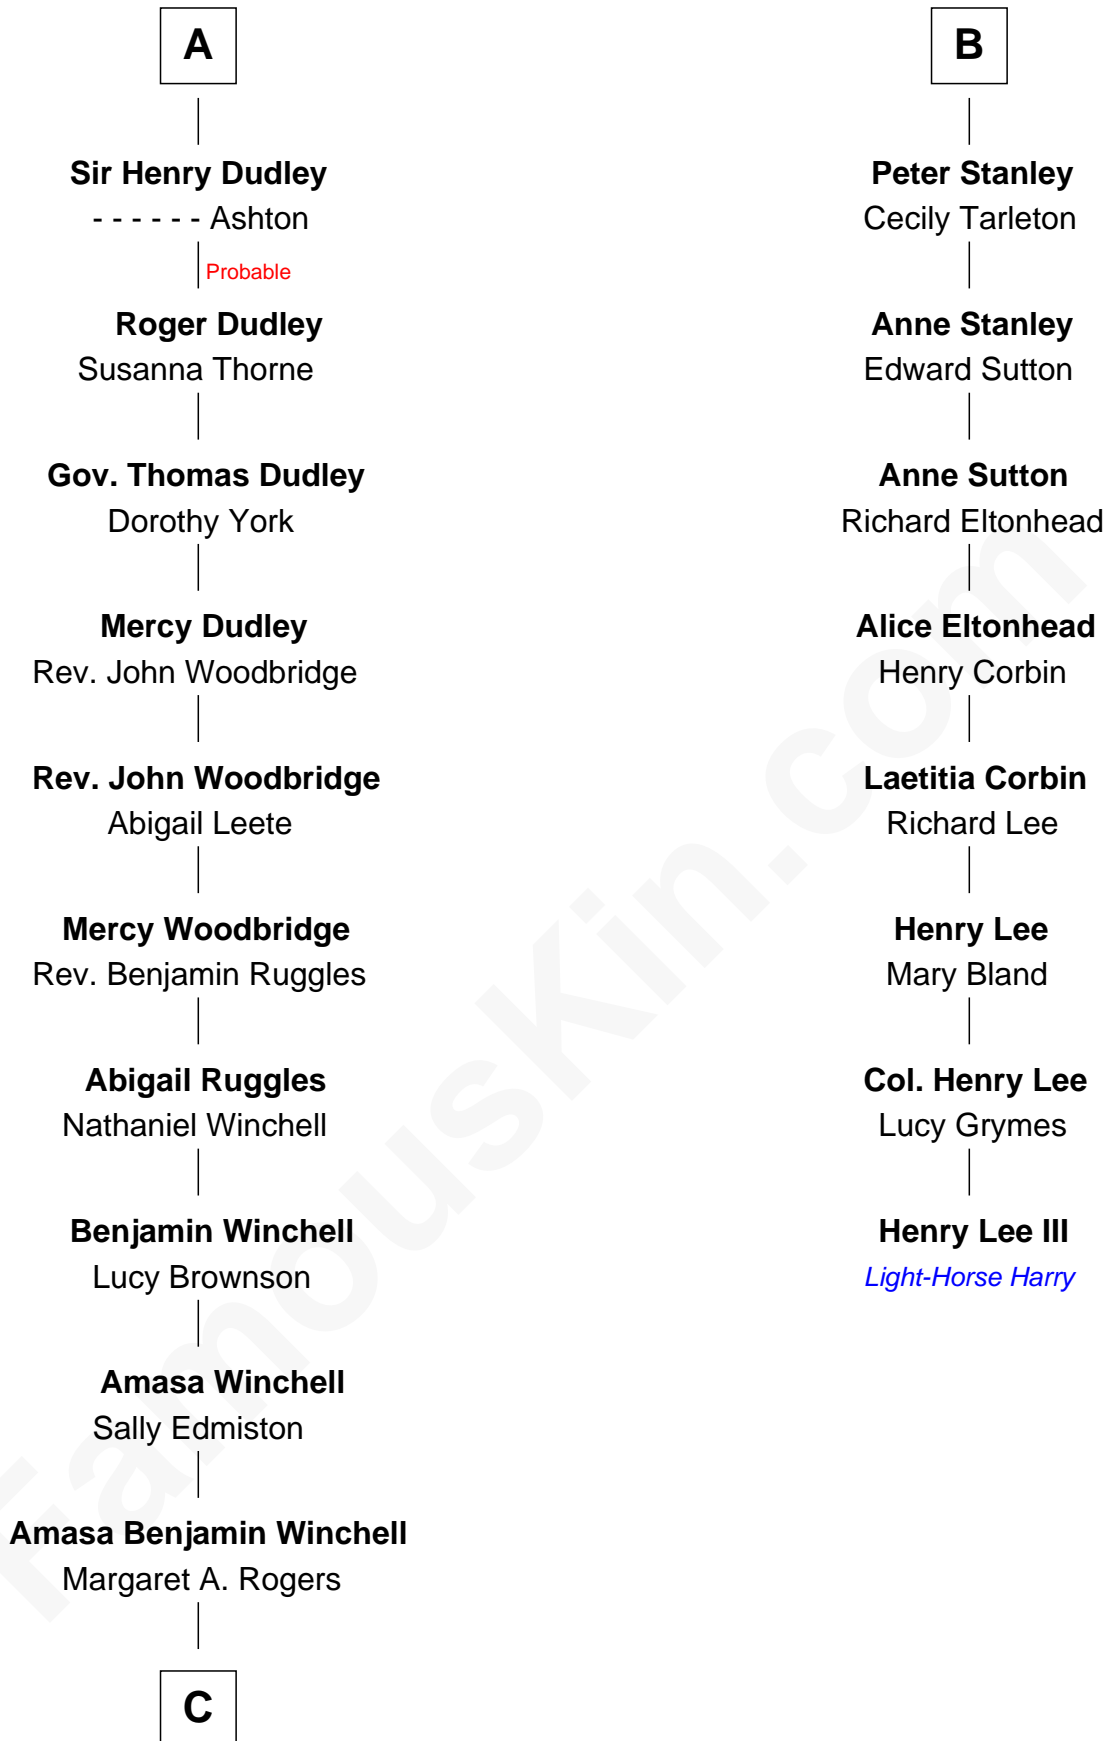 A
Sir Henry Dudley
- - - - - - Ashton
Probable
Roger Dudley
Susanna Thorne
Gov. Thomas Dudley
Dorothy York
Mercy Dudley
Rev. John Woodbridge
Rev. John Woodbridge
Abigail Leete
Mercy Woodbridge
Rev. Benjamin Ruggles
Abigail Ruggles
Nathaniel Winchell
Benjamin Winchell
Lucy Brownson
Amasa Winchell
Sally Edmiston
Amasa Benjamin Winchell
Margaret A. Rogers
C
B
Peter Stanley
Cecily Tarleton
Anne Stanley
Edward Sutton
Anne Sutton
Richard Eltonhead
Alice Eltonhead
Henry Corbin
Laetitia Corbin
Richard Lee
Henry Lee
Mary Bland
Col. Henry Lee
Lucy Grymes
Henry Lee III
Light-Horse Harry
FamousKin.com